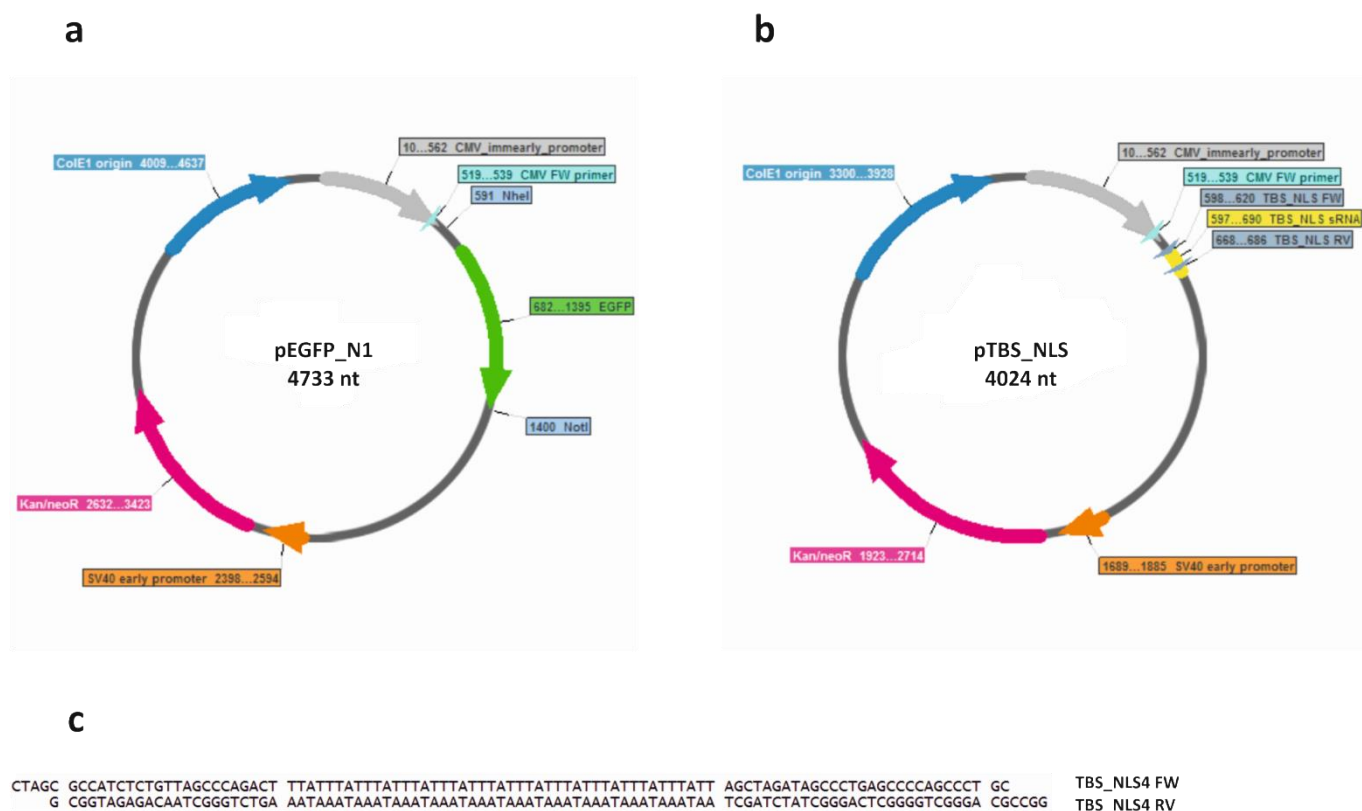 a
b
10...562 CMV_immearly_promoter
519...539 CMV FW primer
591 NheI
ColE1 origin 4009...4637
682...1395 EGFP
pEGFP_N1
4733 nt
1400 NotI
Kan/neoR 2632...3423
SV40 early promoter 2398...2594
10...562 CMV_immearly_promoter
519...539 CMV FW primer
598...620 TBS_NLS FW
597...690 TBS_NLS sRNA
668...686 TBS_NLS RV
ColE1 origin 3300...3928
pTBS_NLS
4024 nt
Kan/neoR 1923...2714
1689...1885 SV40 early promoter
c
CTAGC GCCATCTCTGTTAGCCCAGACT TTATTTATTTATTTATTTATTTATTTATTTATTTATTTATTTATT AGCTAGATAGCCCTGAGCCCCAGCCCT GC TBS_NLS4 FW
G CGGTAGAGACAATCGGGTCTGA AATAAATAAATAAATAAATAAATAAATAAATAAATAAATAAATAA TCGATCTATCGGGACTCGGGGTCGGGA CGCCGG TBS_NLS4 RV